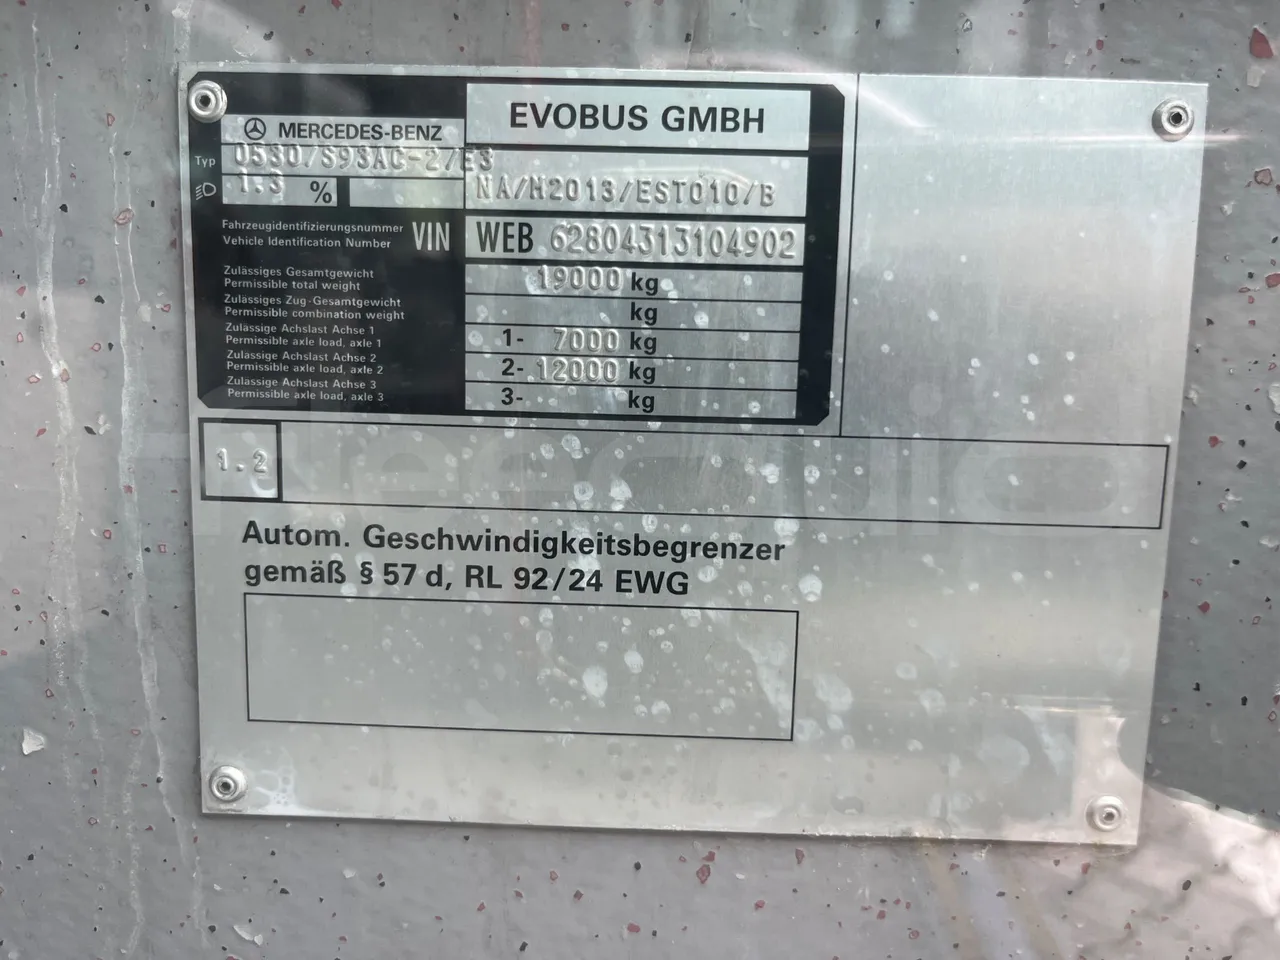 EVOBUS GMBH
MERCEDES-BENZ
Typ 0530/S93AC-2/E3
1.3 % NA/M2013/EST010/B
Fahrzeugidentifizierungsnummer
Vehicle Identification Number
VIN WEB 62804313104902
Zulässiges Gesamtgewicht
Permissible total weight
19000 kg
Zulässiges Zug-Gesamtgewicht
Permissible combination weight
kg
Zulässige Achslast Achse 1
Permissible axle load, axle 1
1- 7000 kg
Zulässige Achslast Achse 2
Permissible axle load, axle 2
2- 12000 kg
Zulässige Achslast Achse 3
Permissible axle load, axle 3
3- kg
1.2
Autom. Geschwindigkeitsbegrenzer
gemäß § 57 d, RL 92/24 EWG